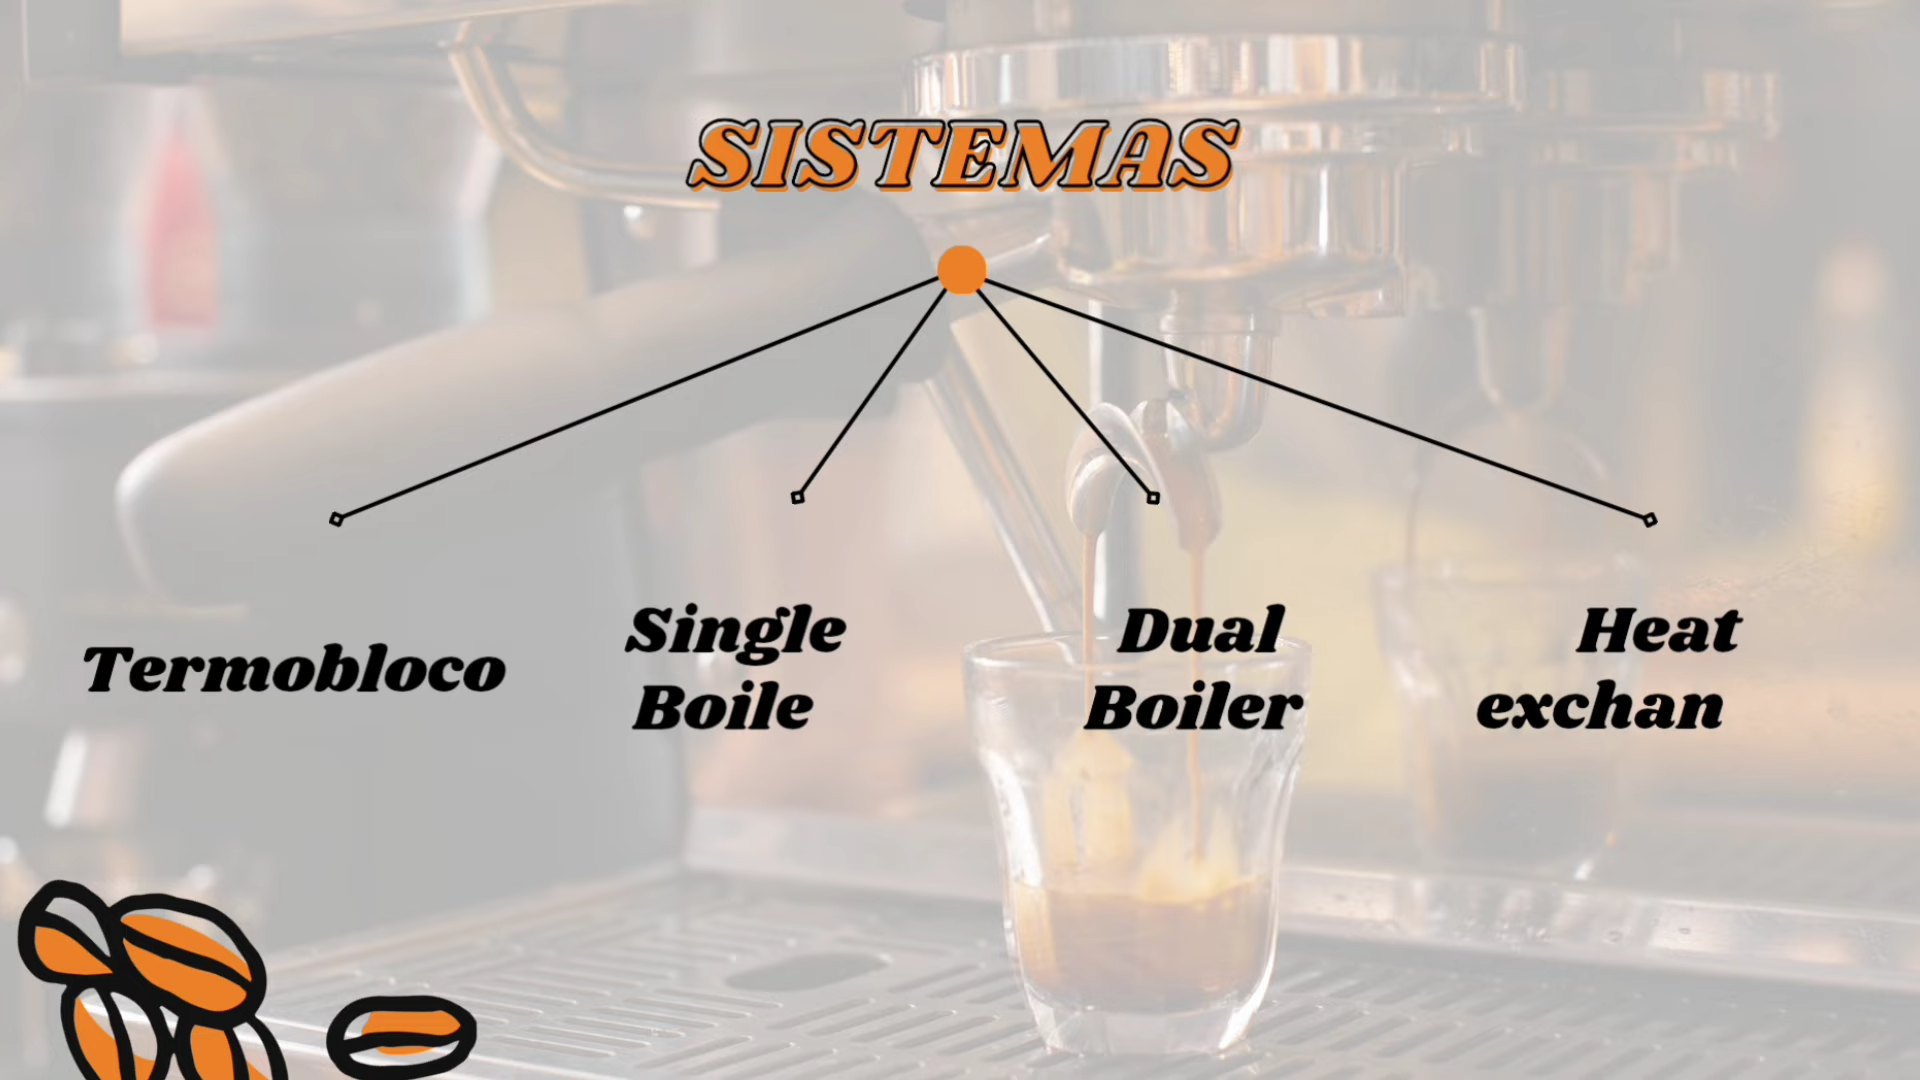 SISTEMAS
Termobloco
Single
Boile
Dual
Boiler
Heat
exchan